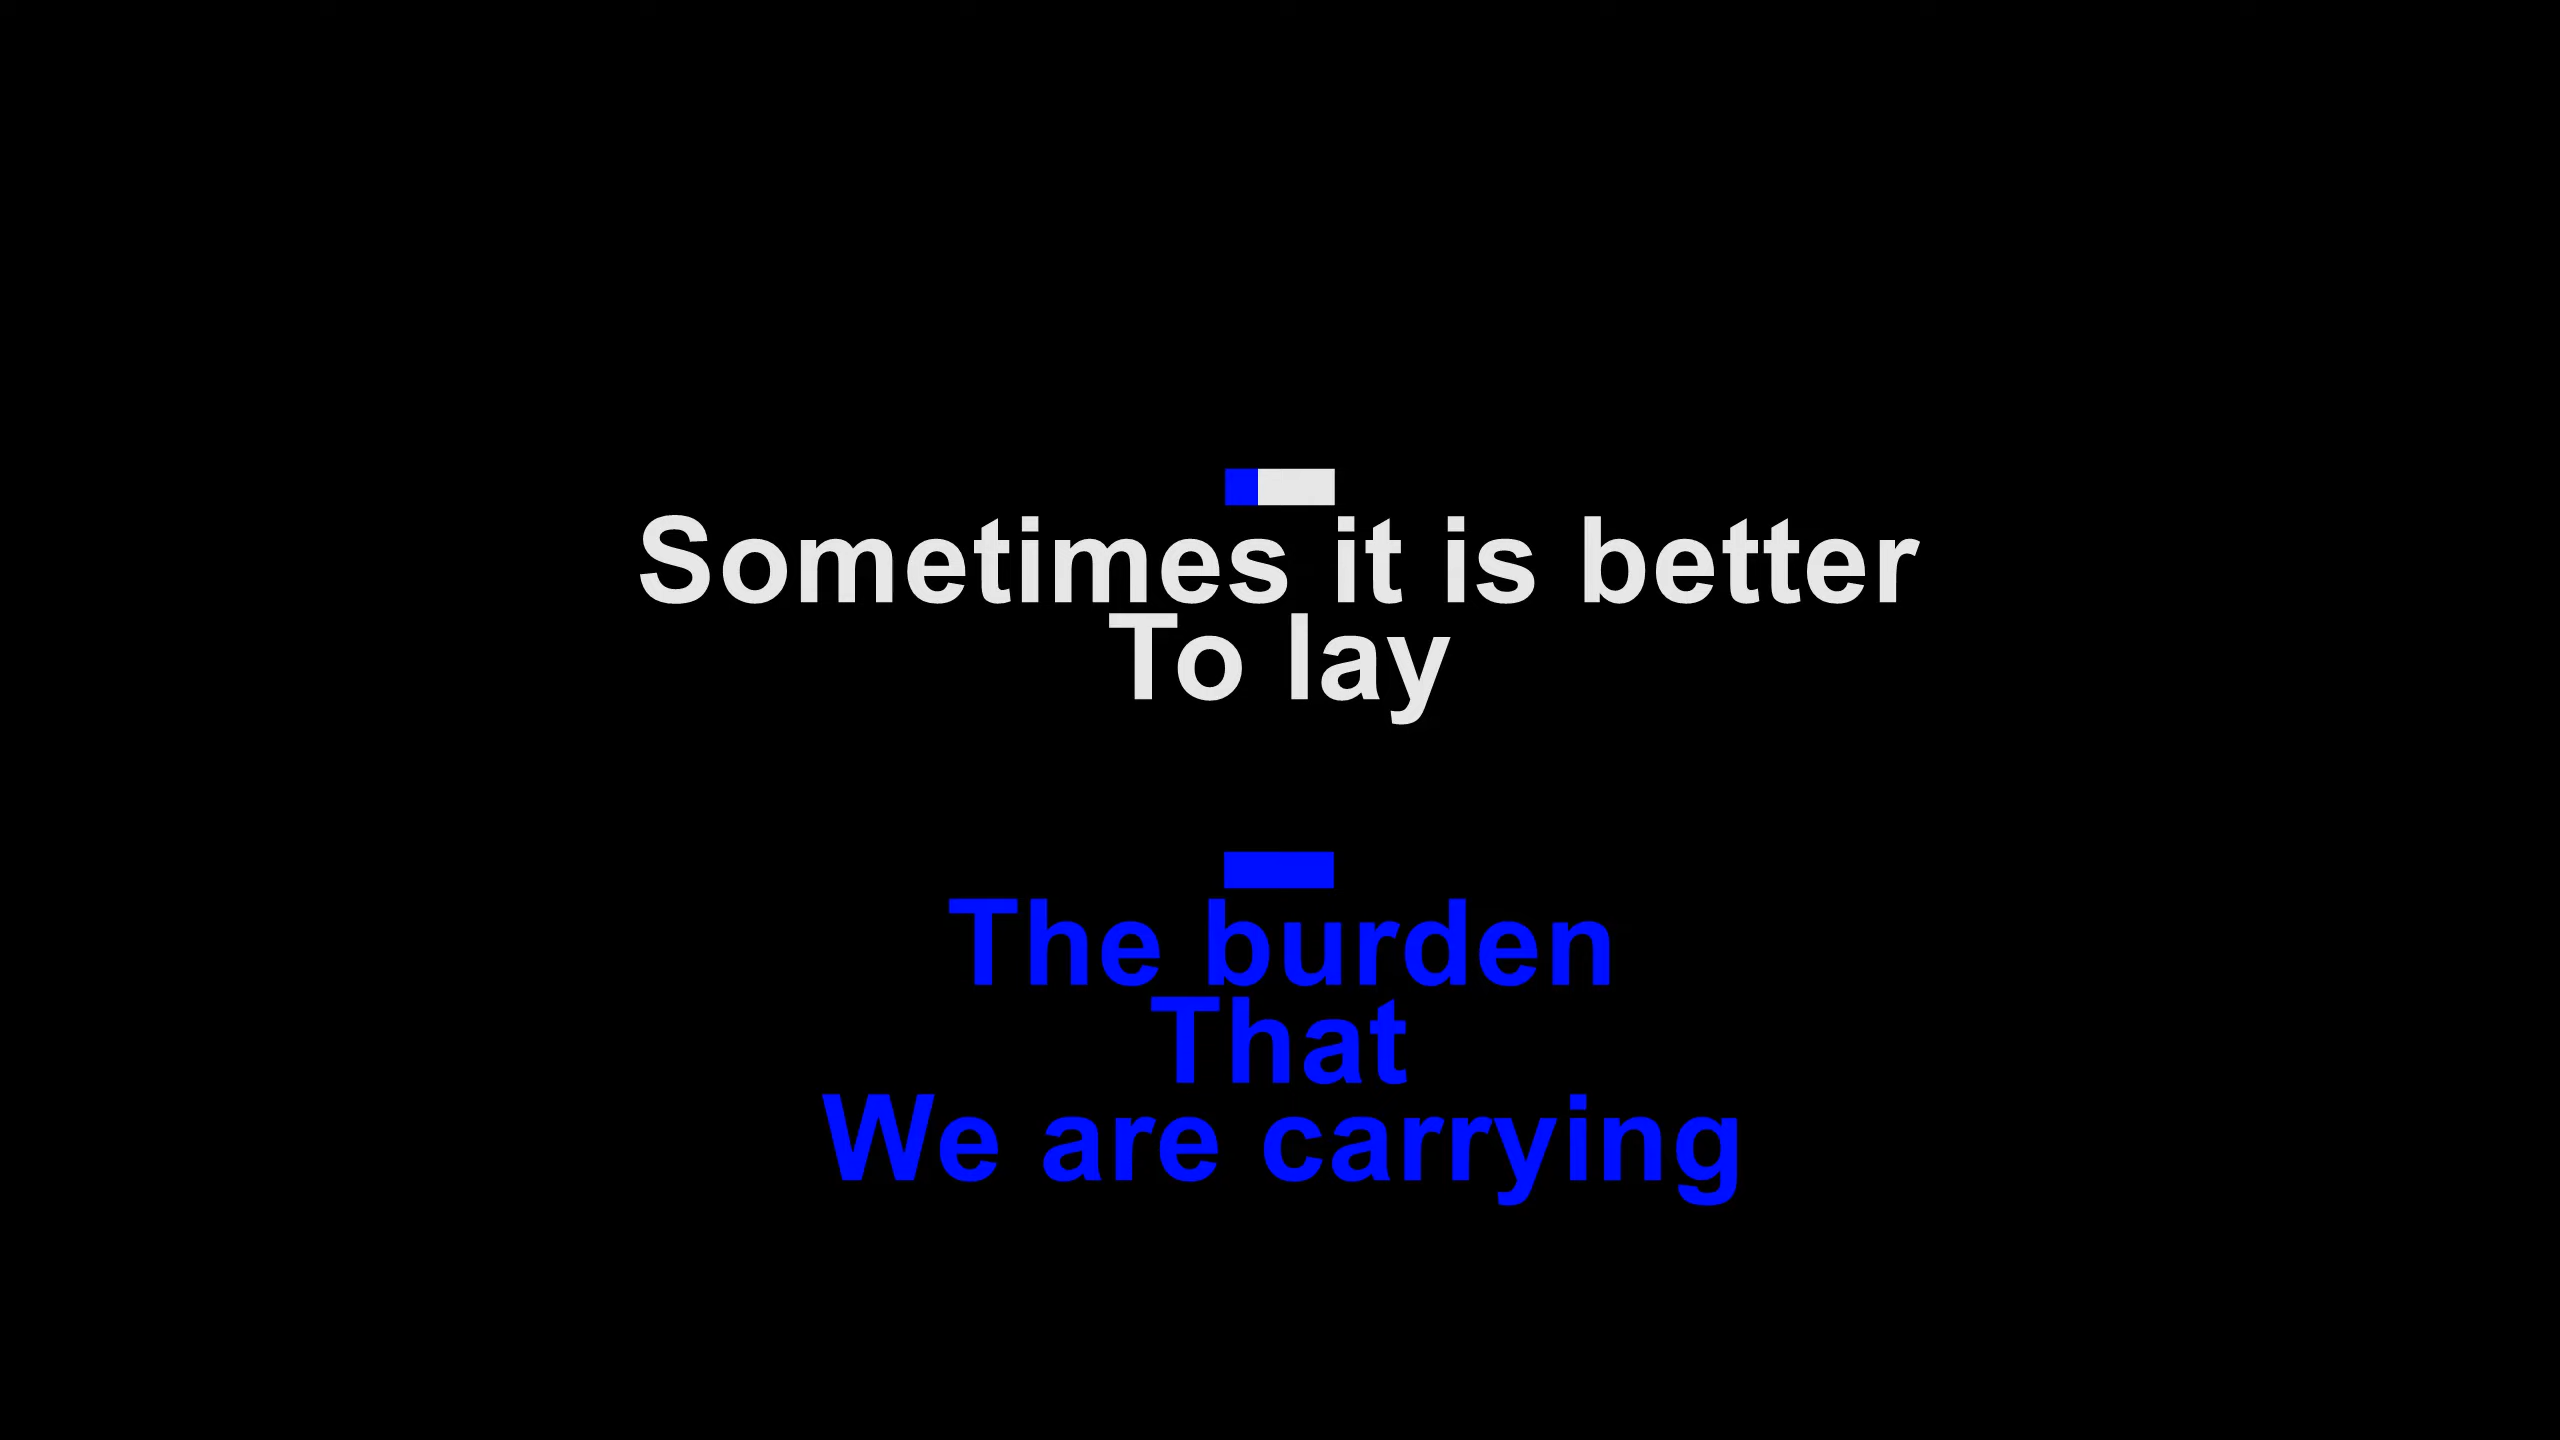 Sometimes it is better
To lay
The burden
That
We are carrying